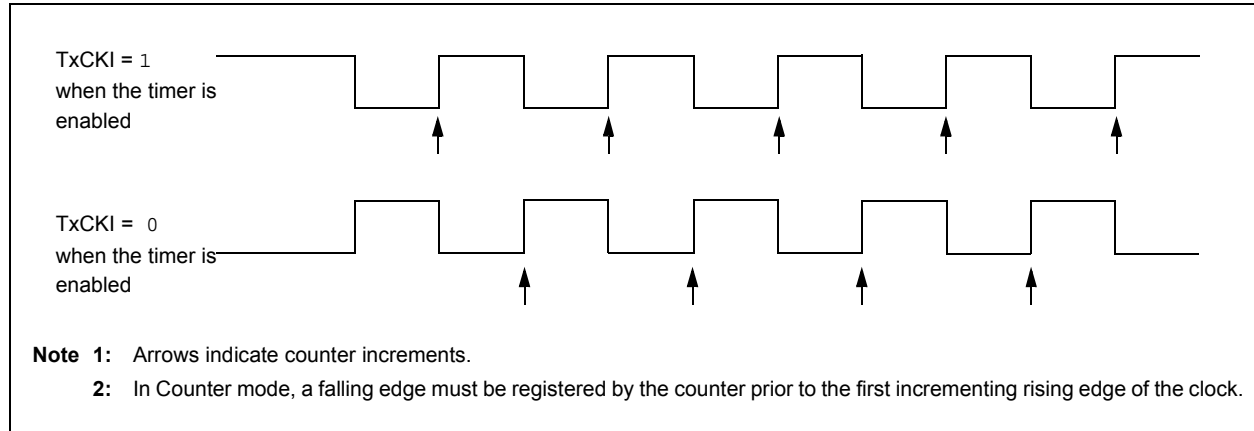 TxCKI = 1
when the timer is
enabled
TxCKI = 0
when the timer is
enabled
Note 1: Arrows indicate counter increments.
2: In Counter mode, a falling edge must be registered by the counter prior to the first incrementing rising edge of the clock.